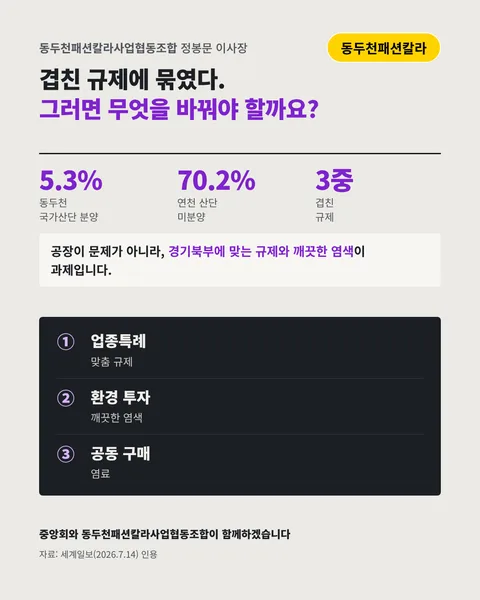 동두천패션칼라사업협동조합 정봉문 이사장
동두천패션칼라
겹친 규제에 묶였다.
그러면 무엇을 바꿔야 할까요?
5.3%
동두천
국가산단 분양
70.2%
연천 산단
미분양
3중
겹친
규제
공장이 문제가 아니라, 경기북부에 맞는 규제와 깨끗한 염색이
과제입니다.
① 업종특례
맞춤 규제
② 환경 투자
깨끗한 염색
③ 공동 구매
염료
중앙회와 동두천패션칼라사업협동조합이 함께하겠습니다
자료: 세계일보(2026.7.14) 인용